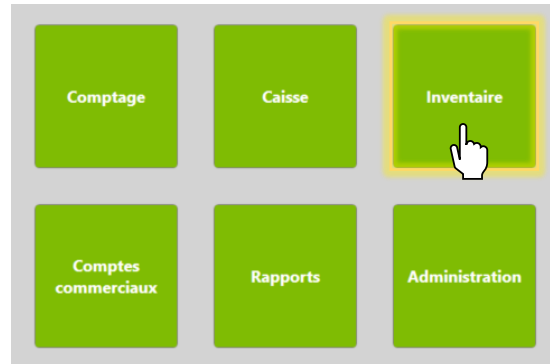 Comptage
Caisse
Inventaire
Comptes
commerciaux
Rapports
Administration